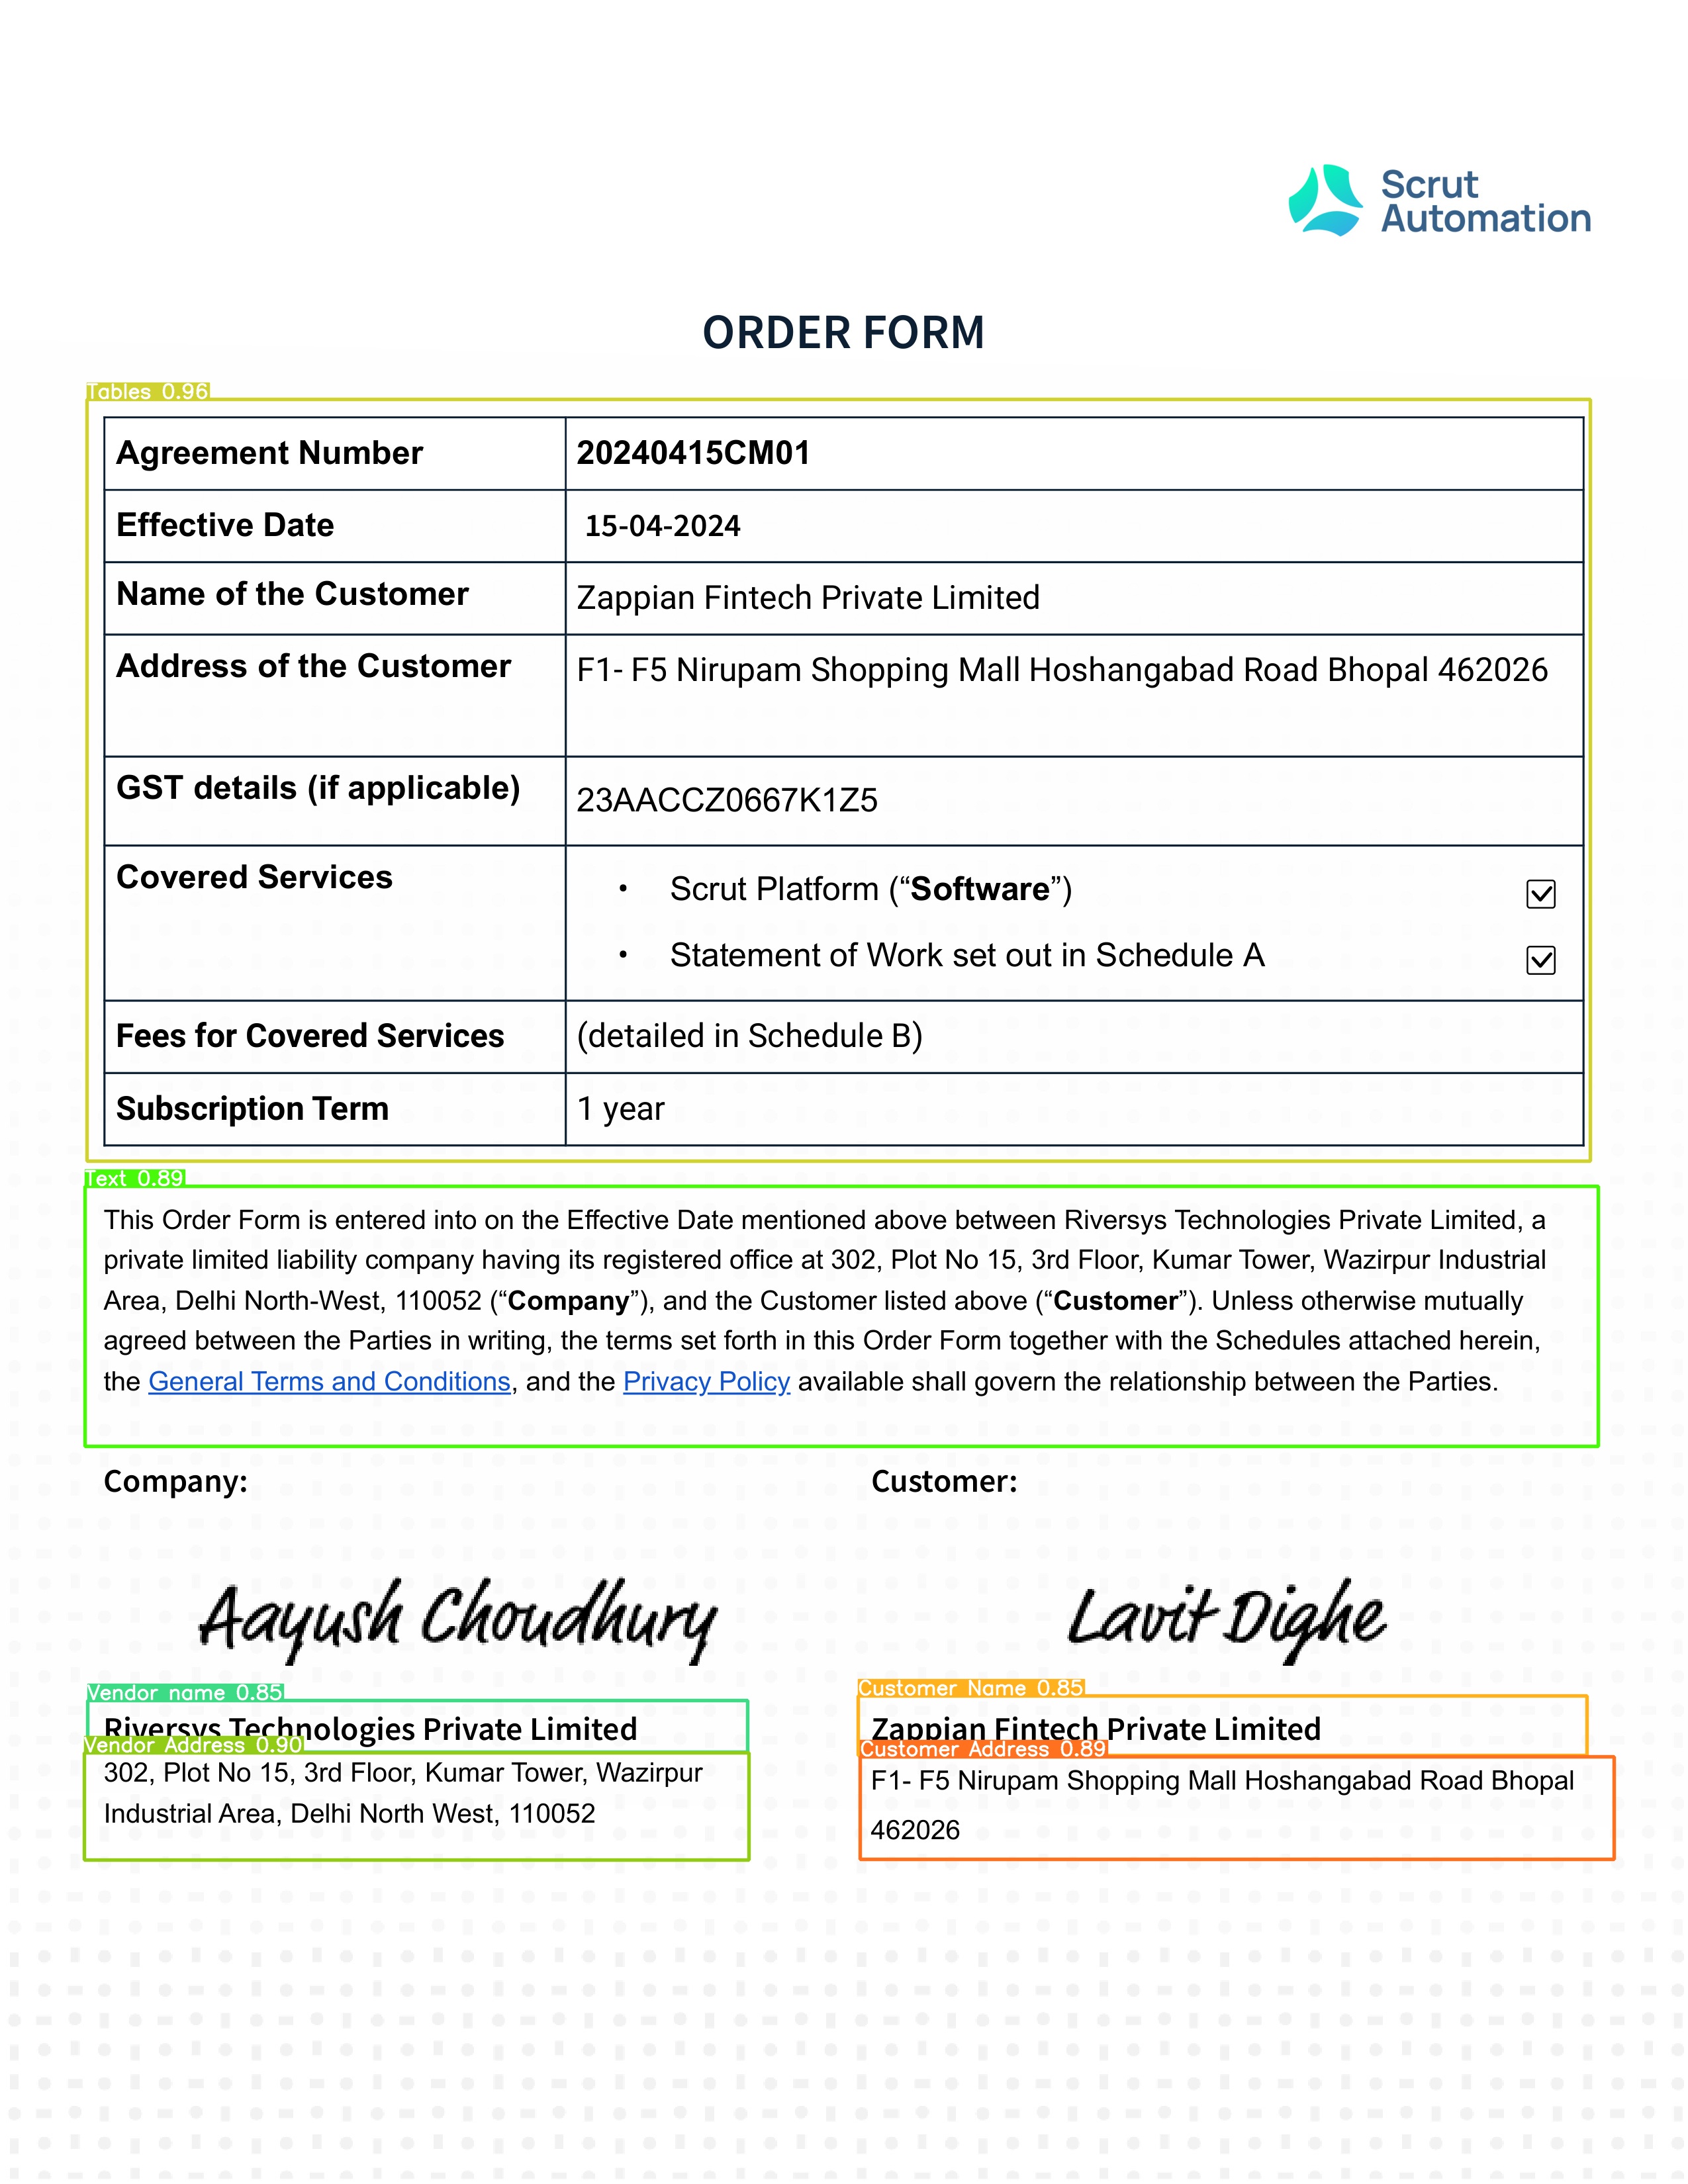 Scrut
Automation
ORDER FORM
Tables 0.96
Agreement Number 20240415CM01
Effective Date 15-04-2024
Name of the Customer Zappian Fintech Private Limited
Address of the Customer F1- F5 Nirupam Shopping Mall Hoshangabad Road Bhopal 462026
GST details (if applicable) 23AACCZ0667K1Z5
Covered Services • Scrut Platform (“Software”)
• Statement of Work set out in Schedule A
Fees for Covered Services (detailed in Schedule B)
Subscription Term 1 year
Text 0.89
This Order Form is entered into on the Effective Date mentioned above between Riversys Technologies Private Limited, a
private limited liability company having its registered office at 302, Plot No 15, 3rd Floor, Kumar Tower, Wazirpur Industrial
Area, Delhi North-West, 110052 (“Company”), and the Customer listed above (“Customer”). Unless otherwise mutually
agreed between the Parties in writing, the terms set forth in this Order Form together with the Schedules attached herein,
the General Terms and Conditions, and the Privacy Policy available shall govern the relationship between the Parties.
Company: Customer:
Aayush Choudhury Lavit Dighe
Vendor name 0.85 Customer Name 0.85
Riversys Technologies Private Limited Zappian Fintech Private Limited
Vendor Address 0.90 Customer Address 0.89
302, Plot No 15, 3rd Floor, Kumar Tower, Wazirpur
Industrial Area, Delhi North West, 110052
F1- F5 Nirupam Shopping Mall Hoshangabad Road Bhopal
462026